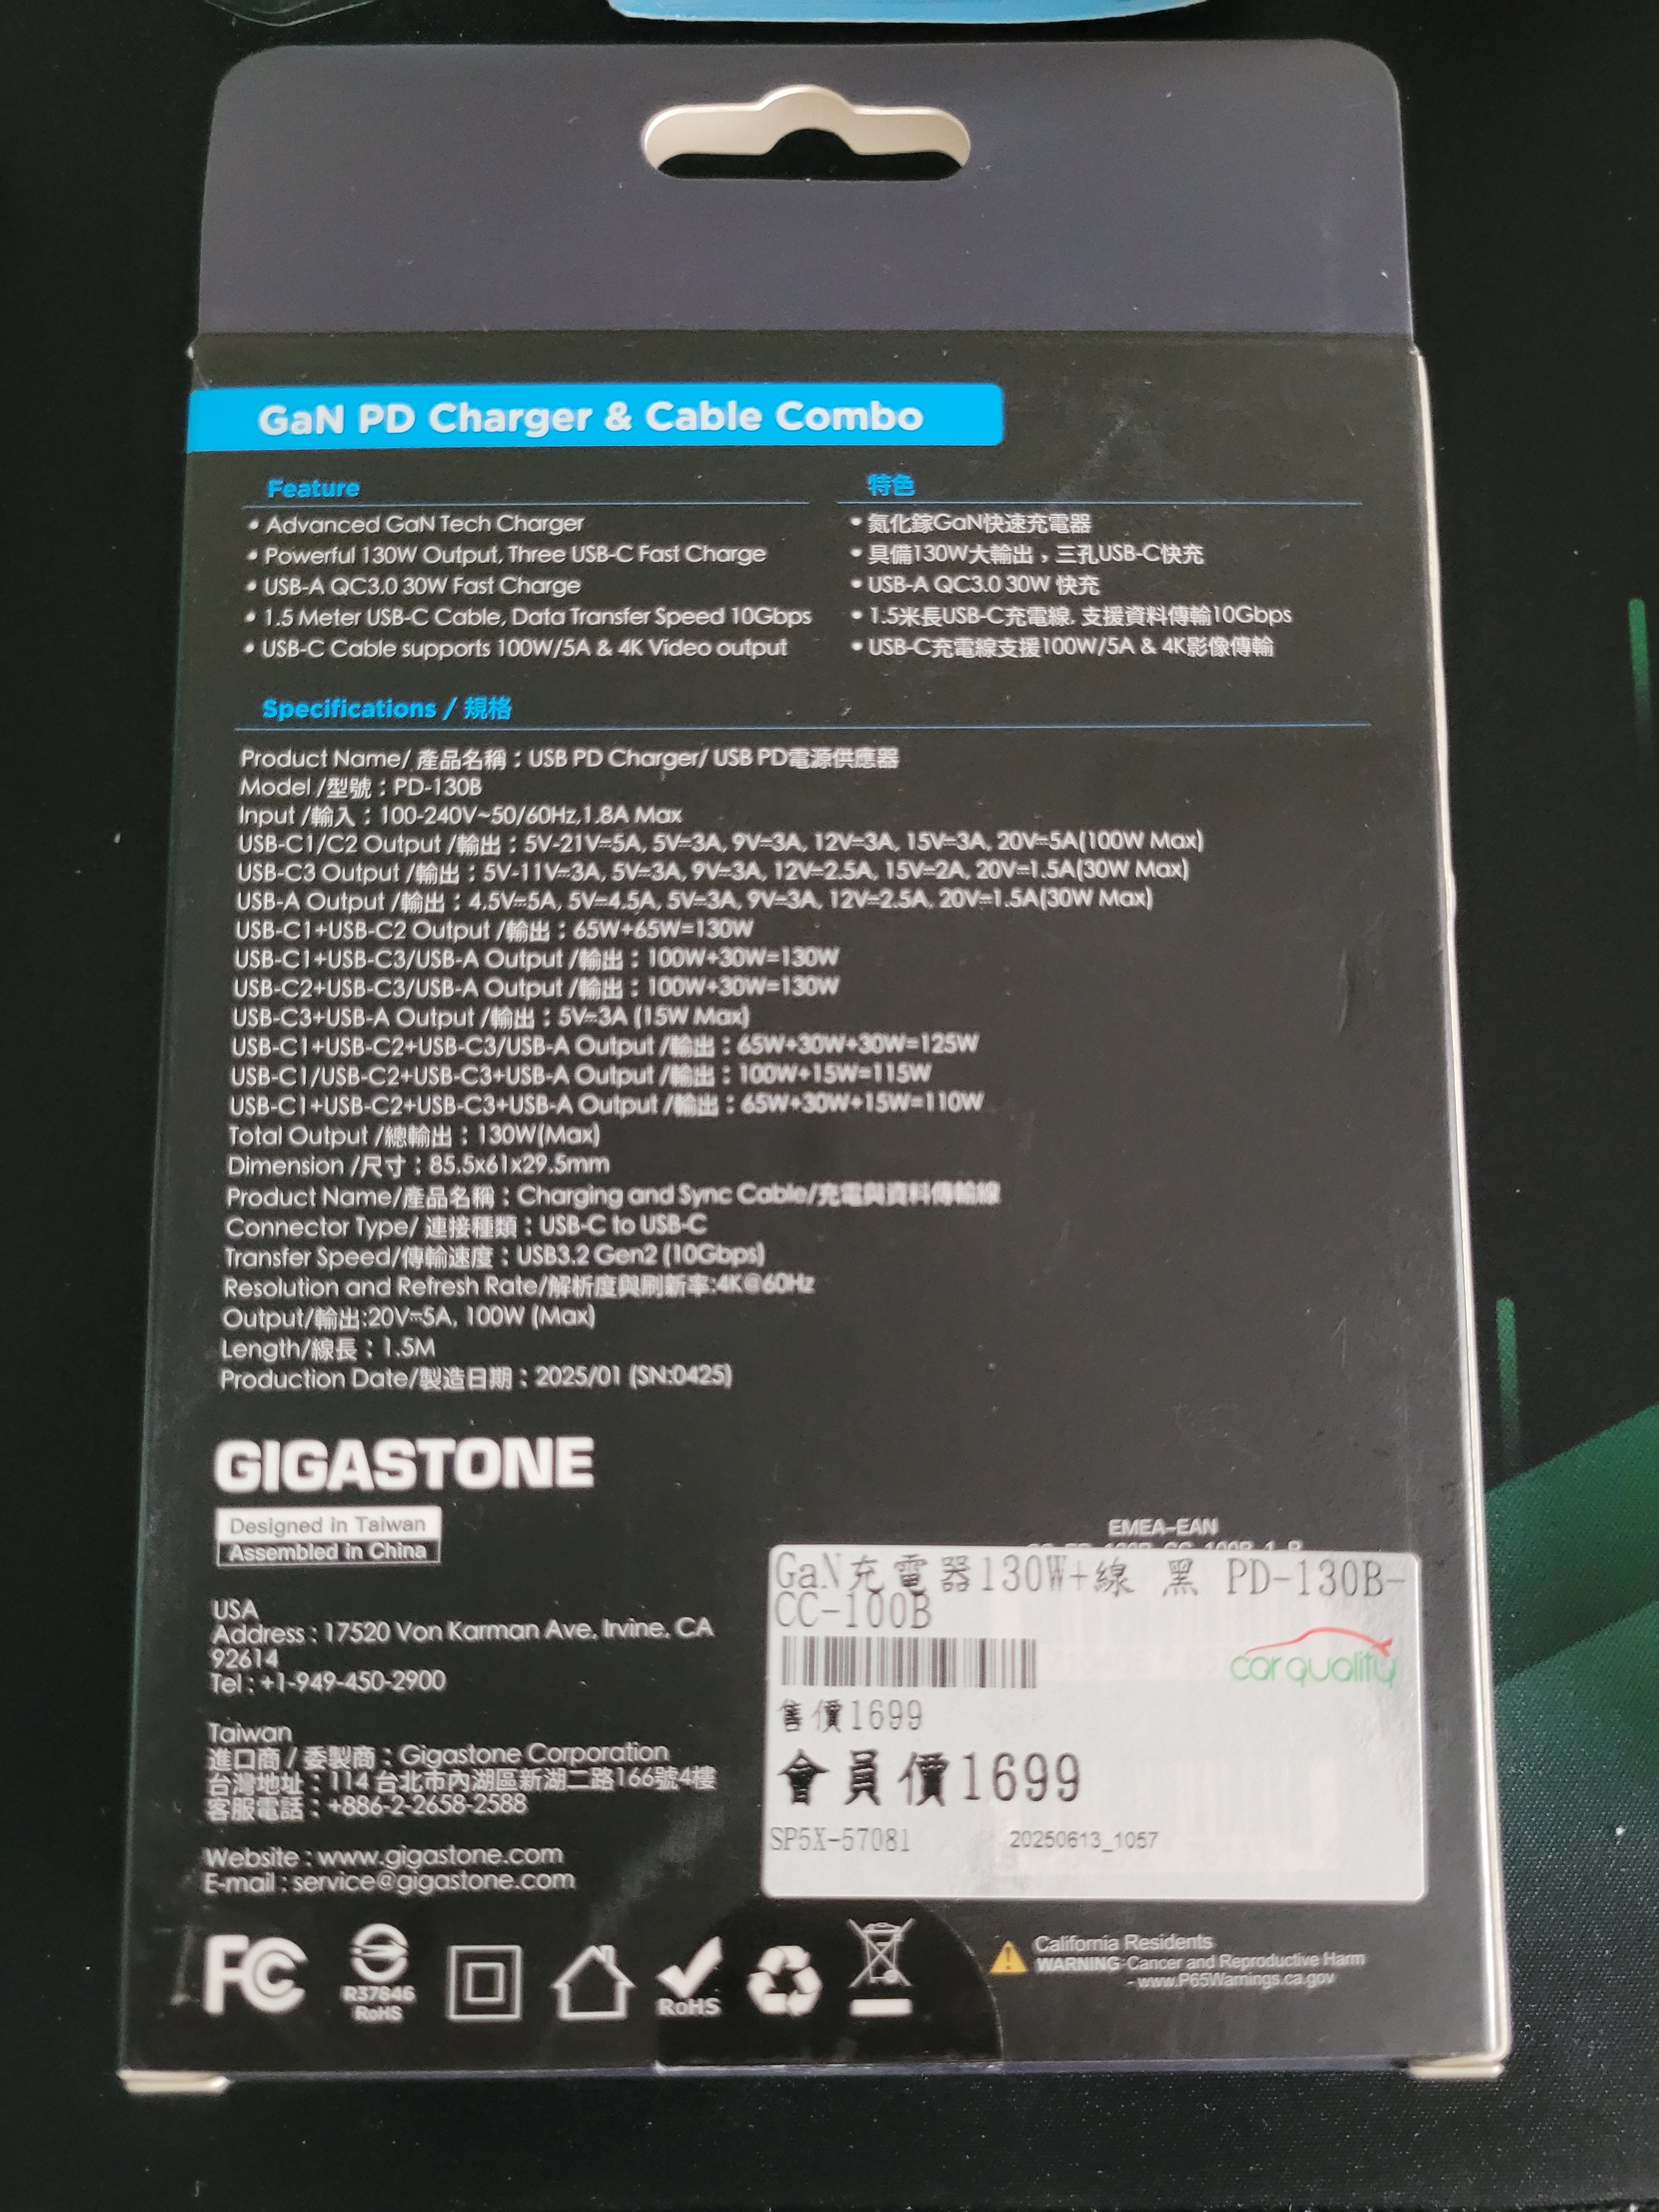 GaN PD Charger & Cable Combo
Feature
• Advanced GaN Tech Charger
• Powerful 130W Output, Three USB-C Fast Charge
• USB-A QC3.0 30W Fast Charge
• 1.5 Meter USB-C Cable, Data Transfer Speed 10Gbps
• USB-C Cable supports 100W/5A & 4K Video output
特色
• 氮化鎵GaN快速充電器
• 具備130W大輸出，三孔USB-C快充
• USB-A QC3.0 30W 快充
• 1.5米長USB-C充電線, 支援資料傳輸10Gbps
• USB-C充電線支援100W/5A & 4K影像傳輸
Specifications / 規格
Product Name/ 產品名稱：USB PD Charger/ USB PD電源供應器
Model /型號：PD-130B
Input /輸入：100-240V~50/60Hz,1.8A Max
USB-C1/C2 Output /輸出：5V-21V⎓5A, 5V⎓3A, 9V⎓3A, 12V⎓3A, 15V⎓3A, 20V⎓5A(100W Max)
USB-C3 Output /輸出：5V-11V⎓3A, 5V⎓3A, 9V⎓3A, 12V⎓2.5A, 15V⎓2A, 20V⎓1.5A(30W Max)
USB-A Output /輸出：4.5V⎓5A, 5V⎓4.5A, 5V⎓3A, 9V⎓3A, 12V⎓2.5A, 20V⎓1.5A(30W Max)
USB-C1+USB-C2 Output /輸出：65W+65W=130W
USB-C1+USB-C3/USB-A Output /輸出：100W+30W=130W
USB-C2+USB-C3/USB-A Output /輸出：100W+30W=130W
USB-C3+USB-A Output /輸出：5V⎓3A (15W Max)
USB-C1+USB-C2+USB-C3/USB-A Output /輸出：65W+30W+30W=125W
USB-C1/USB-C2+USB-C3+USB-A Output /輸出：100W+15W=115W
USB-C1+USB-C2+USB-C3+USB-A Output /輸出：65W+30W+15W=110W
Total Output /總輸出：130W(Max)
Dimension /尺寸：85.5x61x29.5mm
Product Name/產品名稱：Charging and Sync Cable/充電與資料傳輸線
Connector Type/ 連接種類：USB-C to USB-C
Transfer Speed/傳輸速度：USB3.2 Gen2 (10Gbps)
Resolution and Refresh Rate/解析度與刷新率:4K@60Hz
Output/輸出:20V⎓5A, 100W (Max)
Length/線長：1.5M
Production Date/製造日期：2025/01 (SN:0425)
GIGASTONE
Designed in Taiwan
Assembled in China
USA
Address : 17520 Von Karman Ave, Irvine, CA
92614
Tel : +1-949-450-2900
Taiwan
進口商 / 委製商：Gigastone Corporation
台灣地址：114 台北市內湖區新湖二路166號4樓
客服電話：+886-2-2658-2588
Website : www.gigastone.com
E-mail : service@gigastone.com
EMEA-EAN
GaN充電器130W+線 黑 PD-130B-
CC-100B
car quality
售價1699
會員價1699
SP5X-57081 20250613_1057
FC
R37846
RoHS
RoHS
California Residents
WARNING Cancer and Reproductive Harm
- www.P65Warnings.ca.gov